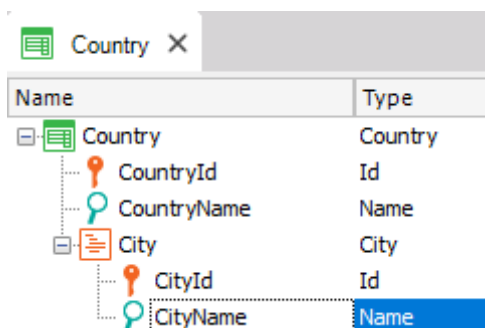 Country
Name Type
Country Country
CountryId Id
CountryName Name
City City
CityId Id
CityName Name